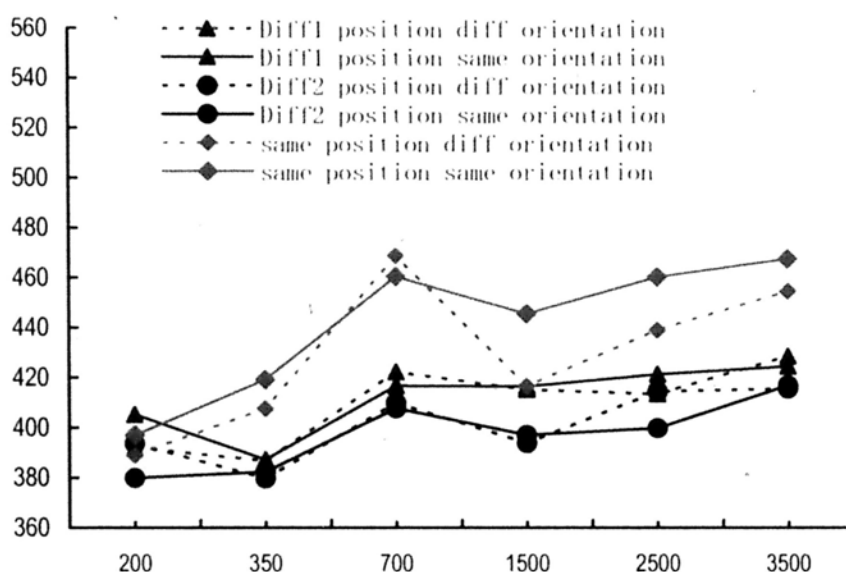 560
540
520
500
480
460
440
420
400
380
360
Diff1 position diff orientation
Diff1 position same orientation
Diff2 position diff orientation
Diff2 position same orientation
same position diff orientation
same position same orientation
200 350 700 1500 2500 3500